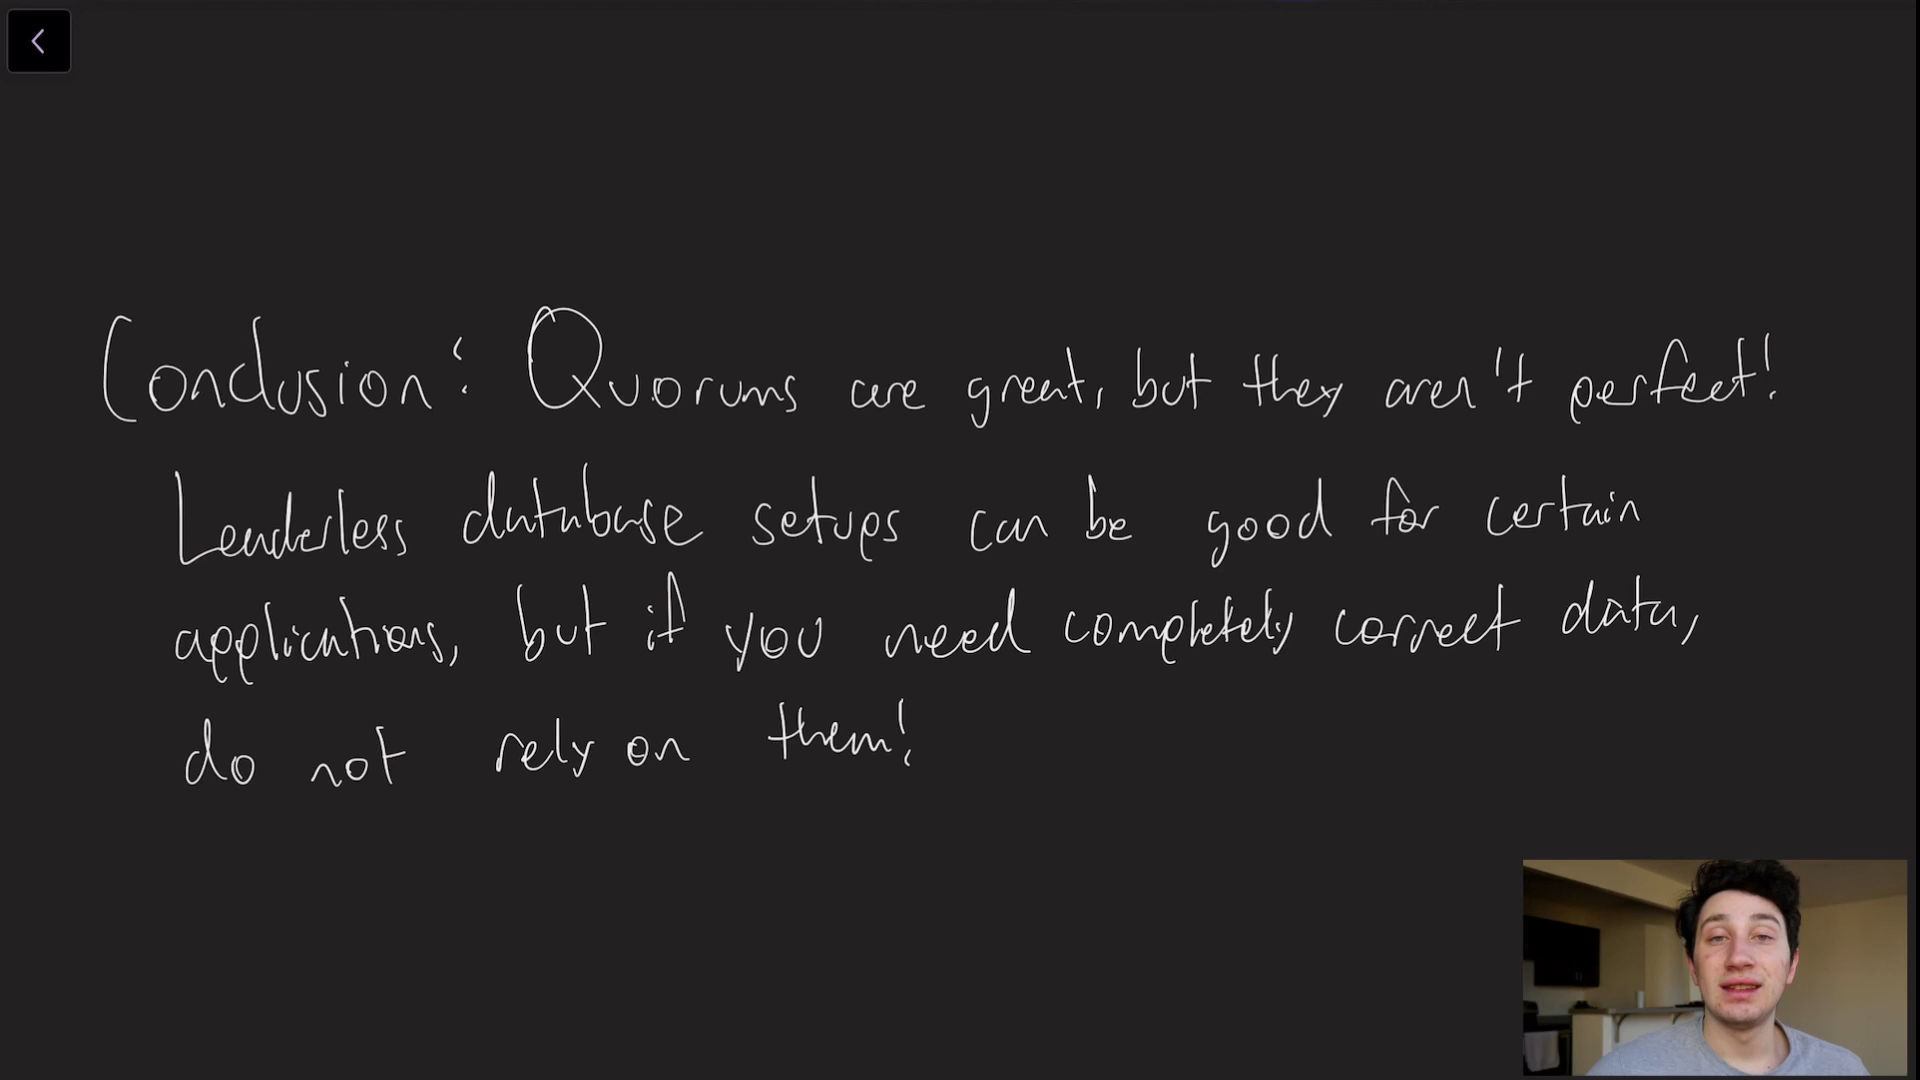 Conclusion: Quorums are great, but they aren't perfect!
Leaderless database setups can be good for certain
applications, but if you need completely correct data,
do not rely on them!